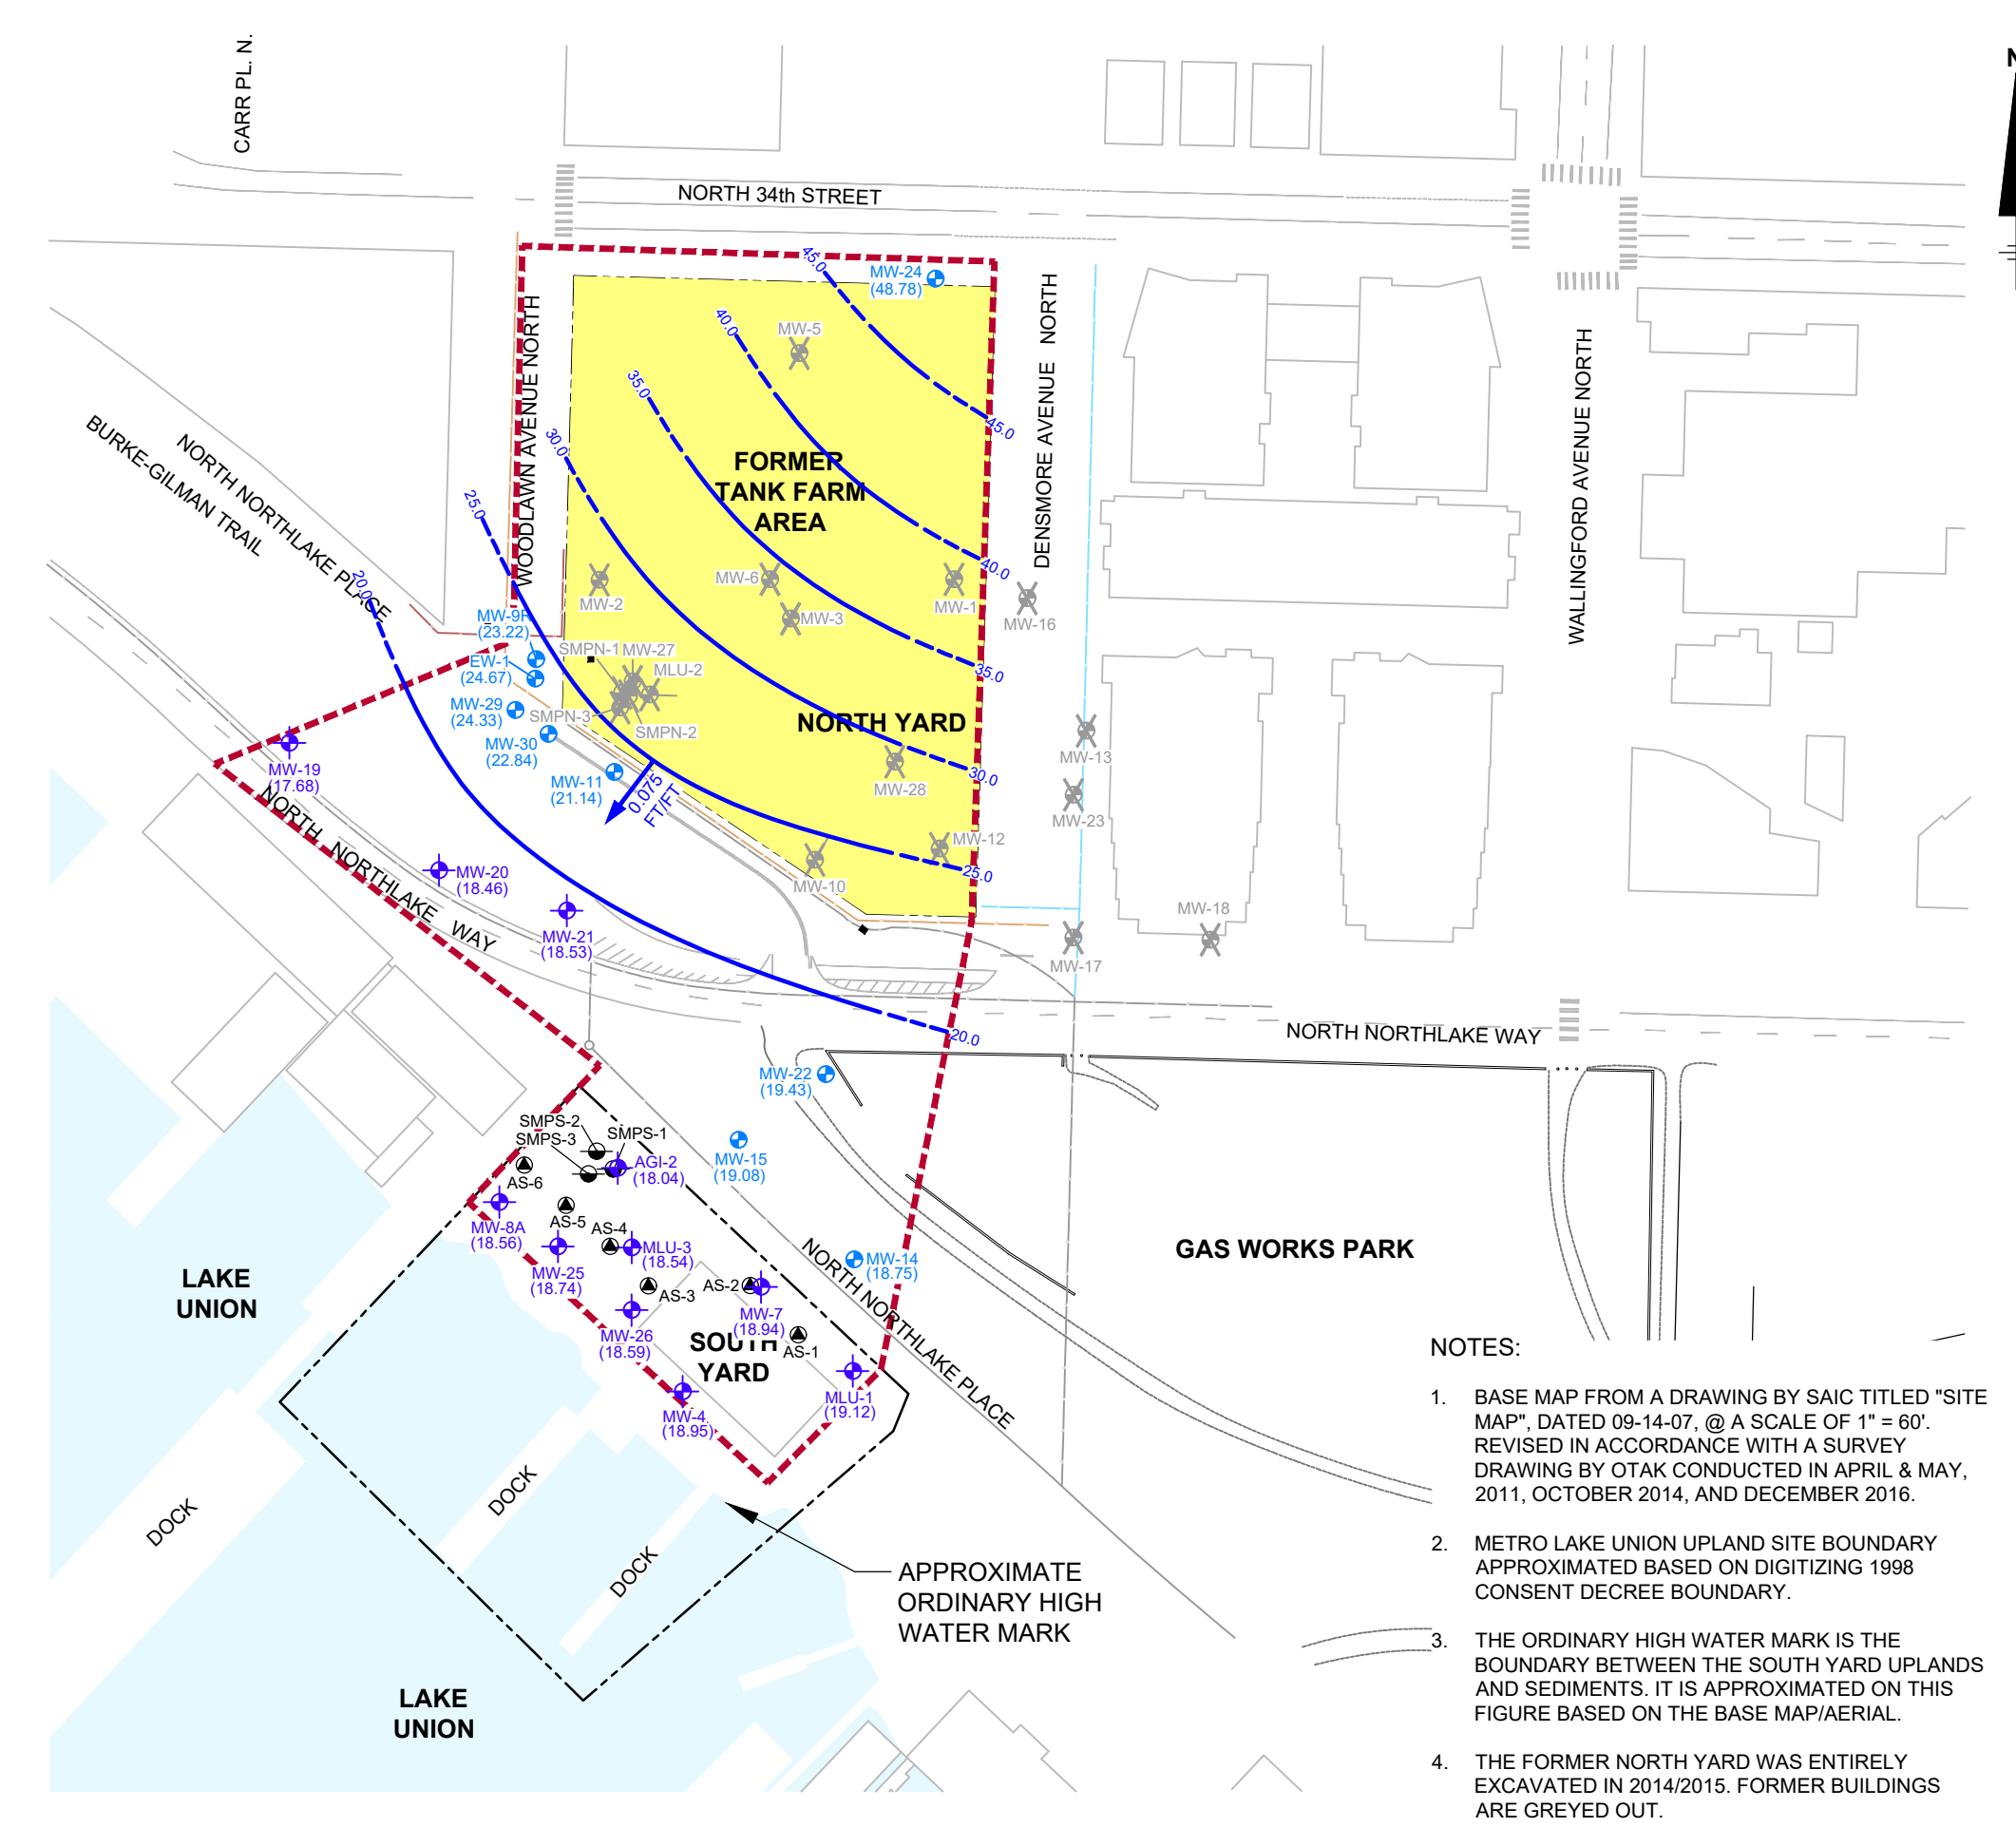 CARR PL. N.
N
NORTH 34th STREET
45.0
MW-24
(48.78)
40.0
MW-5
35.0
30.0
25.0
20.0
45.0
40.0
35.0
30.0
25.0
20.0
WOODLAWN AVENUE NORTH
DENSMORE AVENUE NORTH
WALLINGFORD AVENUE NORTH
NORTH NORTHLAKE PLACE
BURKE-GILMAN TRAIL
FORMER
TANK FARM
AREA
MW-2
MW-6
MW-3
MW-1
MW-16
MW-9R
(23.22)
EW-1
(24.67)
MW-29
(24.33)
MW-30
(22.84)
MW-11
(21.14)
SMPN-1
MW-27
MLU-2
SMPN-3
SMPN-2
NORTH YARD
MW-28
MW-13
MW-23
MW-12
MW-10
MW-18
MW-17
0.075
FT/FT
MW-19
(17.68)
NORTH NORTHLAKE WAY
MW-20
(18.46)
MW-21
(18.53)
NORTH NORTHLAKE WAY
MW-22
(19.43)
MW-15
(19.08)
MW-14
(18.75)
SMPS-2
SMPS-3
SMPS-1
AS-6
AGI-2
(18.04)
MW-8A
(18.56)
AS-5
AS-4
MW-25
(18.74)
MLU-3
(18.54)
AS-3
AS-2
MW-7
(18.94)
MW-26
(18.59)
AS-1
SOUTH
YARD
MW-4
(18.95)
MLU-1
(19.12)
NORTH NORTHLAKE PLACE
GAS WORKS PARK
LAKE
UNION
DOCK
DOCK
DOCK
LAKE
UNION
APPROXIMATE
ORDINARY HIGH
WATER MARK
NOTES:
1. BASE MAP FROM A DRAWING BY SAIC TITLED "SITE
MAP", DATED 09-14-07, @ A SCALE OF 1" = 60'.
REVISED IN ACCORDANCE WITH A SURVEY
DRAWING BY OTAK CONDUCTED IN APRIL & MAY,
2011, OCTOBER 2014, AND DECEMBER 2016.
2. METRO LAKE UNION UPLAND SITE BOUNDARY
APPROXIMATED BASED ON DIGITIZING 1998
CONSENT DECREE BOUNDARY.
3. THE ORDINARY HIGH WATER MARK IS THE
BOUNDARY BETWEEN THE SOUTH YARD UPLANDS
AND SEDIMENTS. IT IS APPROXIMATED ON THIS
FIGURE BASED ON THE BASE MAP/AERIAL.
4. THE FORMER NORTH YARD WAS ENTIRELY
EXCAVATED IN 2014/2015. FORMER BUILDINGS
ARE GREYED OUT.